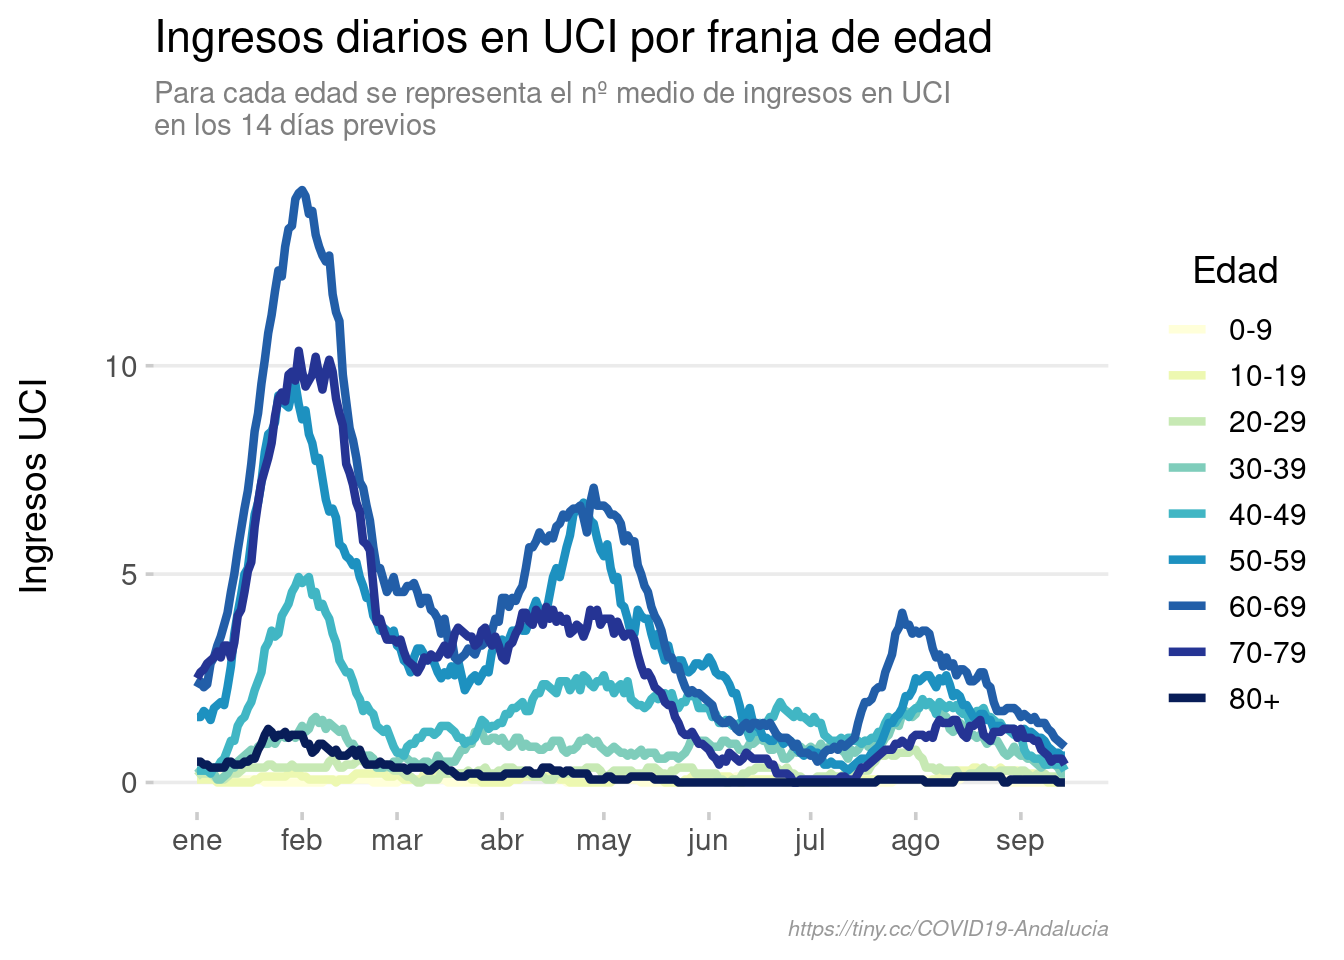 Ingresos diarios en UCI por franja de edad
Para cada edad se representa el nº medio de ingresos en UCI
en los 14 días previos
Ingresos UCI
10
5
0
ene feb mar abr may jun jul ago sep
Edad
0-9
10-19
20-29
30-39
40-49
50-59
60-69
70-79
80+
https://tiny.cc/COVID19-Andalucia